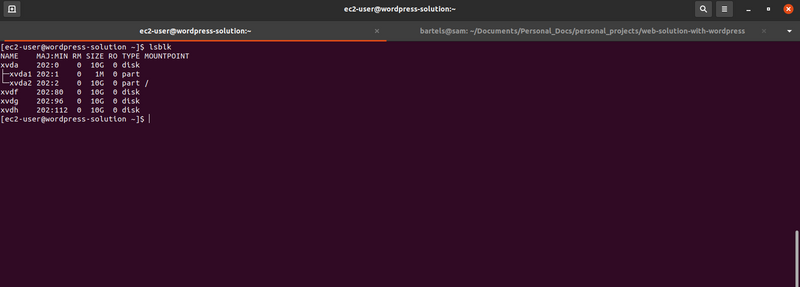 ec2-user@wordpress-solution:~
ec2-user@wordpress-solution:~ × bartels@sam: ~/Documents/Personal_Docs/personal_projects/web-solution-with-wordpress ×
[ec2-user@wordpress-solution ~]$ lsblk
NAME    MAJ:MIN RM SIZE RO TYPE MOUNTPOINT
xvda    202:0    0  10G  0 disk
├─xvda1 202:1    0   1M  0 part
└─xvda2 202:2    0  10G  0 part /
xvdf    202:80   0  10G  0 disk
xvdg    202:96   0  10G  0 disk
xvdh    202:112  0  10G  0 disk
[ec2-user@wordpress-solution ~]$